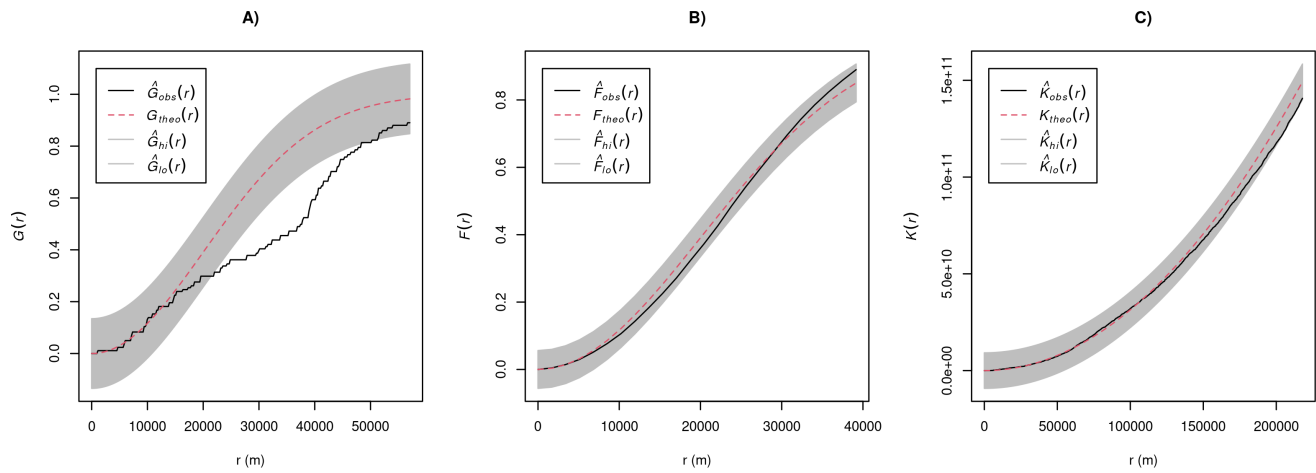 A)
Ĝobs(r)
Gtheo(r)
Ĝhi(r)
Ĝlo(r)
G(r)
0.0
0.2
0.4
0.6
0.8
1.0
0 10000 20000 30000 40000 50000
r (m)
B)
F̂obs(r)
Ftheo(r)
F̂hi(r)
F̂lo(r)
F(r)
0.0
0.2
0.4
0.6
0.8
0 10000 20000 30000 40000
r (m)
C)
K̂obs(r)
Ktheo(r)
K̂hi(r)
K̂lo(r)
K(r)
0.0e+00
5.0e+10
1.0e+11
1.5e+11
0 50000 100000 150000 200000
r (m)